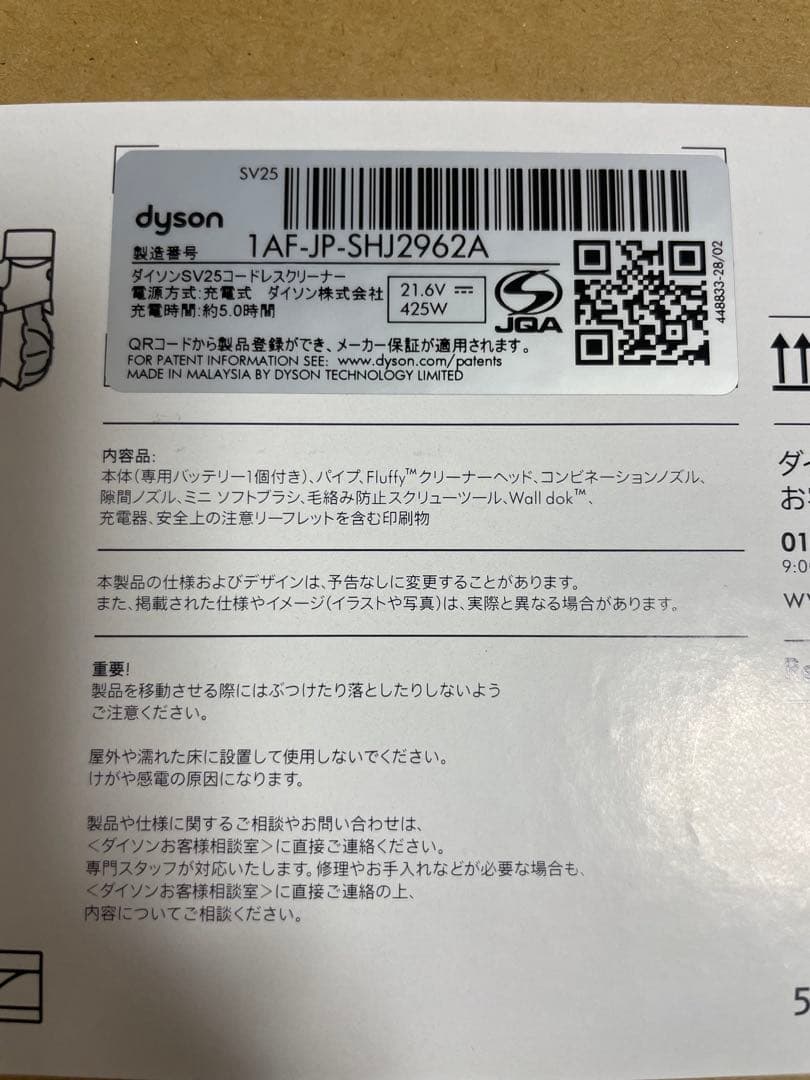 SV25
dyson
製造番号 1AF-JP-SHJ2962A
ダイソンSV25コードレスクリーナー
電源方式:充電式 ダイソン株式会社
充電時間:約5.0時間
21.6V
425W
JQA
448833-28/02
QRコードから製品登録ができ、メーカー保証が適用されます。
FOR PATENT INFORMATION SEE: www.dyson.com/patents
MADE IN MALAYSIA BY DYSON TECHNOLOGY LIMITED
内容品:
本体(専用バッテリー1個付き)、パイプ、Fluffy™クリーナーヘッド、コンビネーションノズル、
隙間ノズル、ミニ ソフトブラシ、毛絡み防止スクリューツール、Wall dok™、
充電器、安全上の注意リーフレットを含む印刷物
本製品の仕様およびデザインは、予告なしに変更することがあります。
また、掲載された仕様やイメージ(イラストや写真)は、実際と異なる場合があります。
重要!
製品を移動させる際にはぶつけたり落としたりしないよう
ご注意ください。
屋外や濡れた床に設置して使用しないでください。
けがや感電の原因になります。
製品や仕様に関するご相談やお問い合わせは、
<ダイソンお客様相談室>に直接ご連絡ください。
専門スタッフが対応いたします。修理やお手入れなどが必要な場合も、
<ダイソンお客様相談室>に直接ご連絡の上、
内容についてご相談ください。
ダイ
お
01
9:0
5